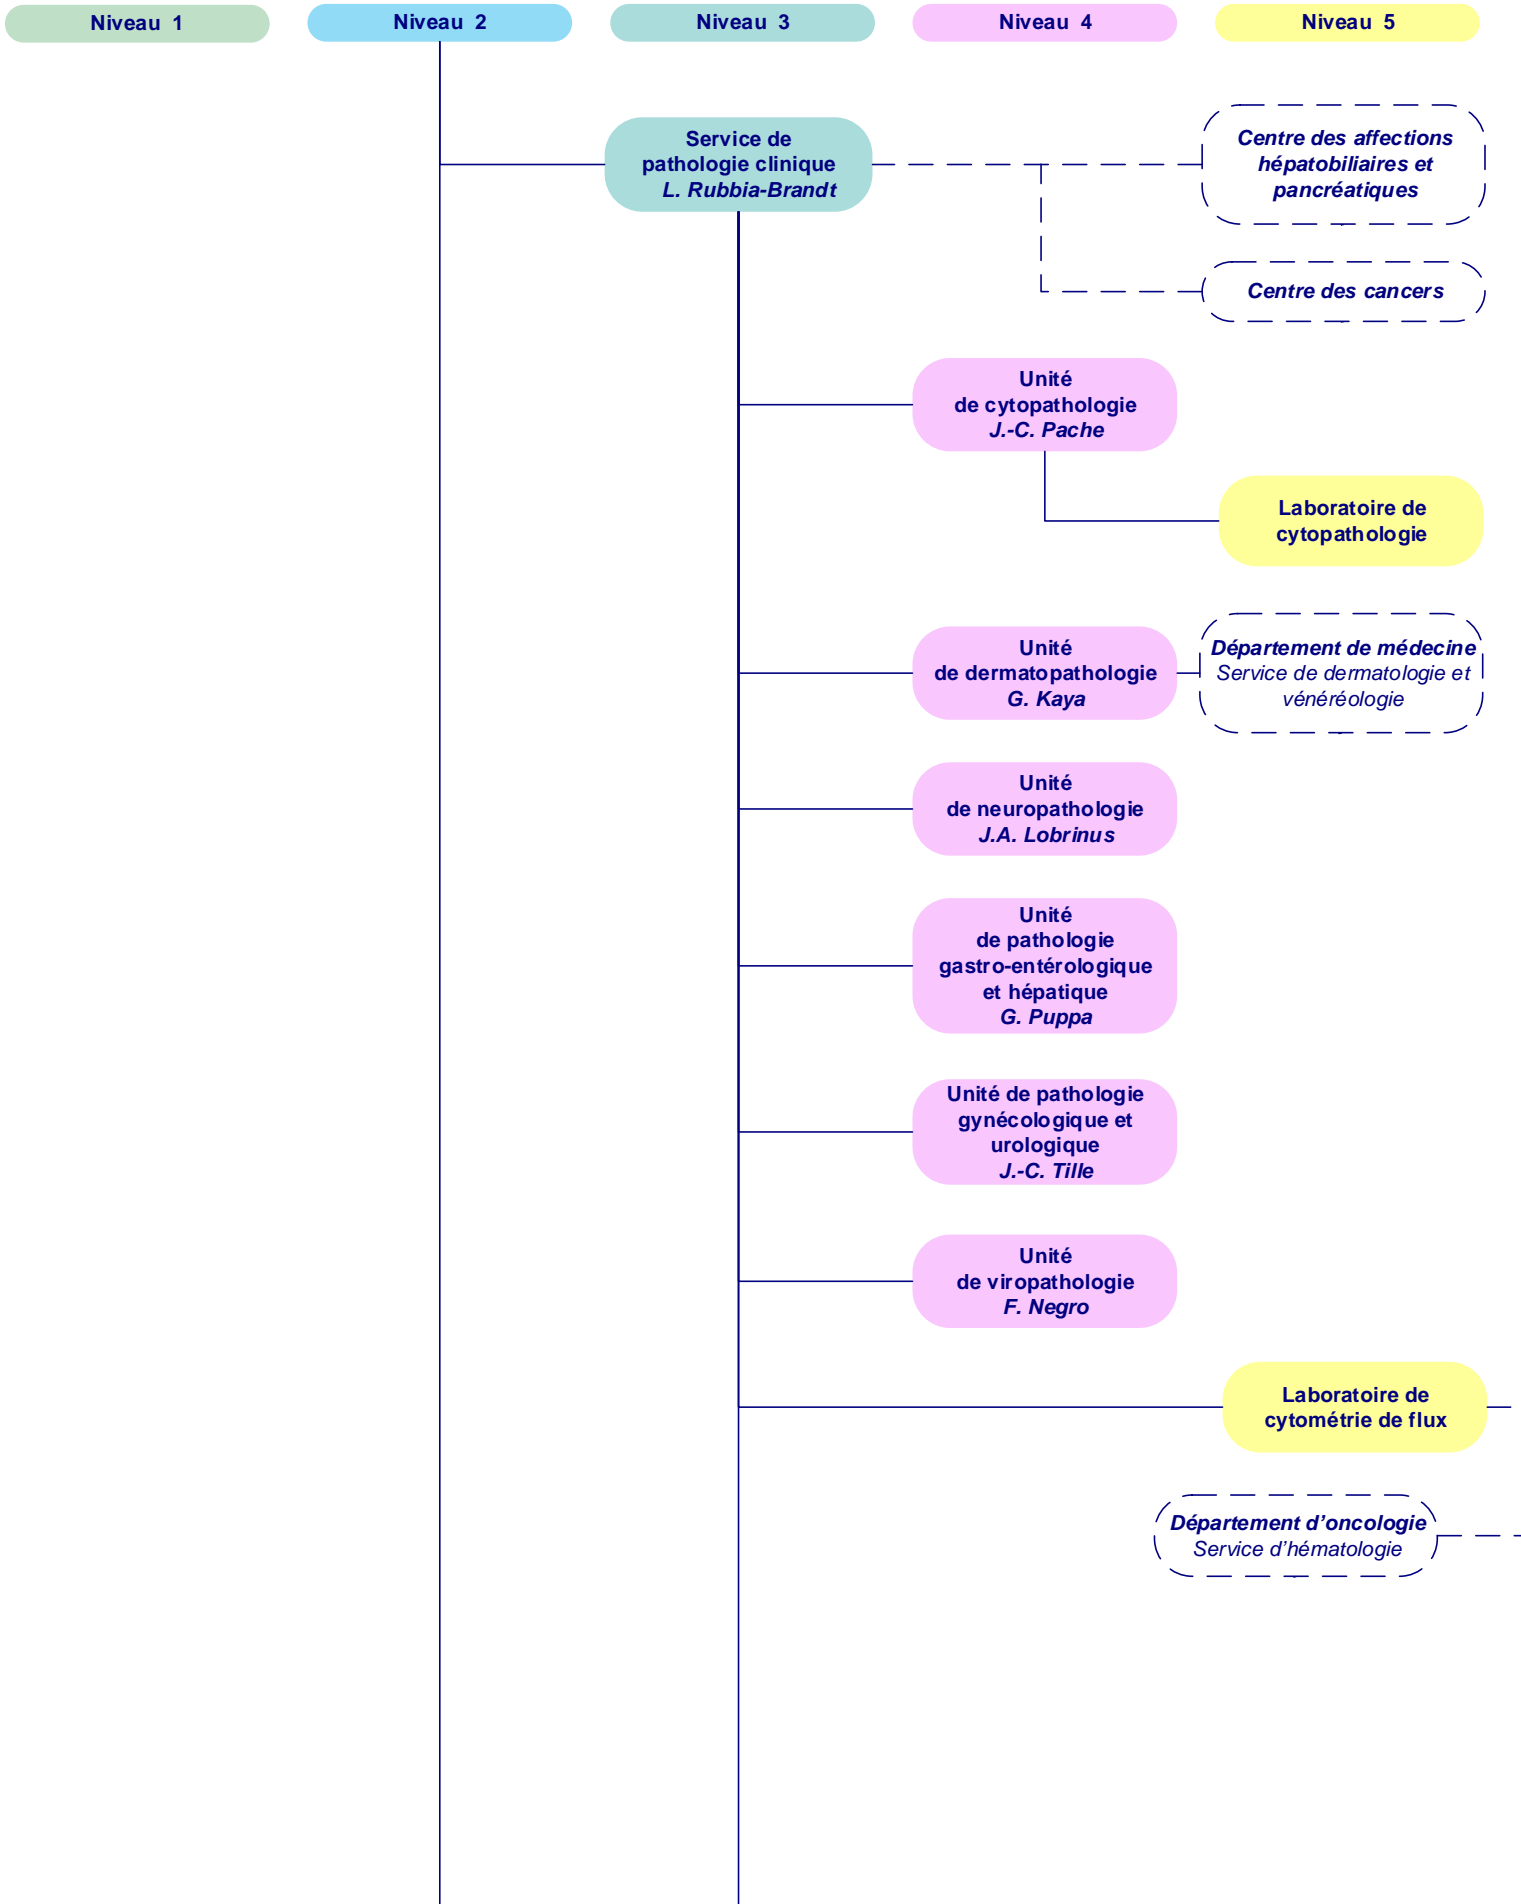 Niveau 1
Niveau 2
Niveau 3
Niveau 4
Niveau 5
Service de
pathologie clinique
L. Rubbia-Brandt
Centre des affections
hépatobiliaires et
pancréatiques
Centre des cancers
Unité
de cytopathologie
J.-C. Pache
Laboratoire de
cytopathologie
Unité
de dermatopathologie
G. Kaya
Département de médecine
Service de dermatologie et
vénéréologie
Unité
de neuropathologie
J.A. Lobrinus
Unité
de pathologie
gastro-entérologique
et hépatique
G. Puppa
Unité de pathologie
gynécologique et
urologique
J.-C. Tille
Unité
de viropathologie
F. Negro
Laboratoire de
cytométrie de flux
Département d’oncologie
Service d’hématologie